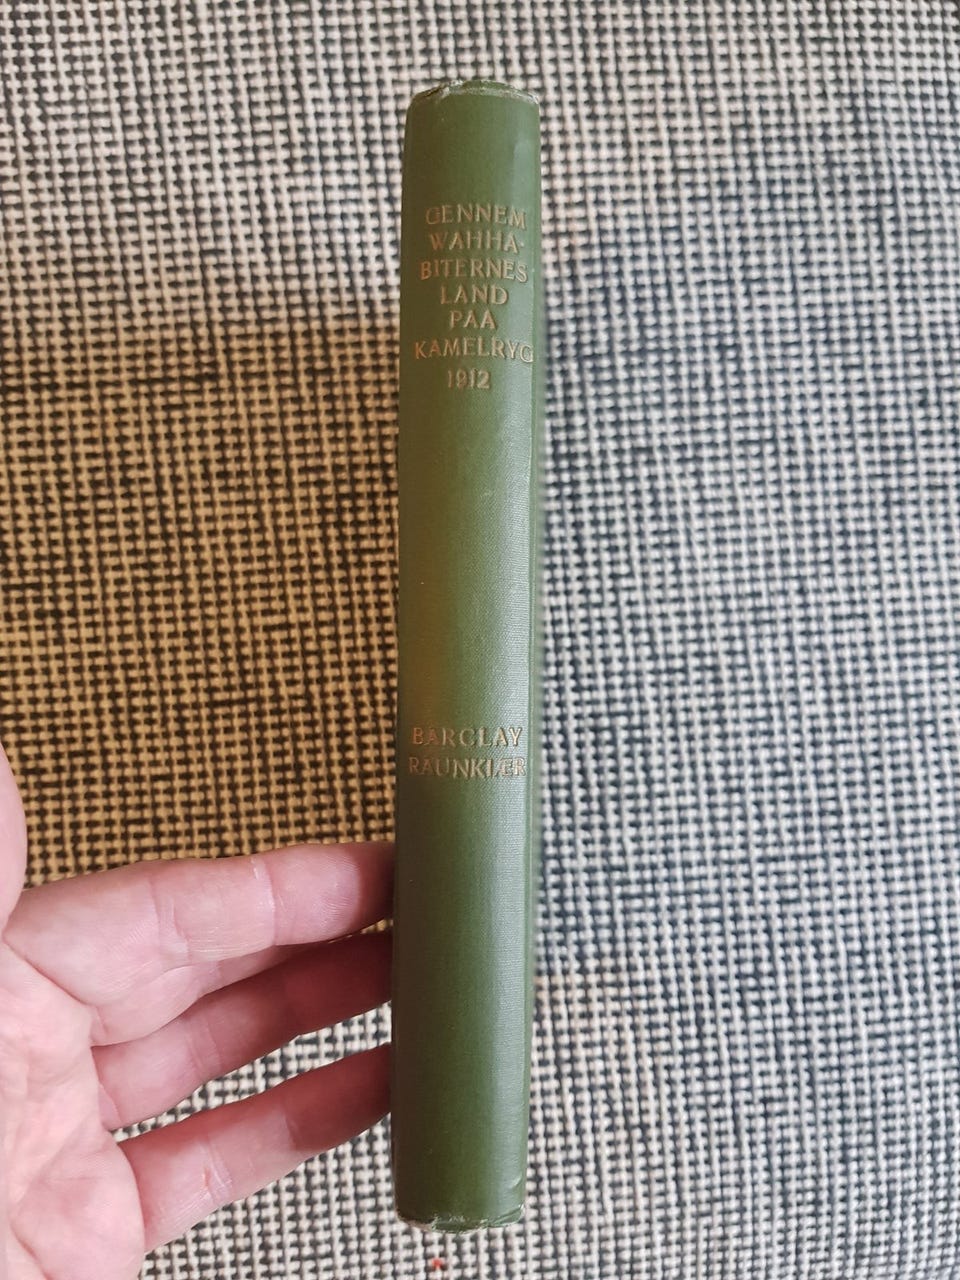 GENNEM
WAHHA-
BITERNES
LAND
PAA
KAMELRYG
1912
BARCLAY
RAUNKIÆR